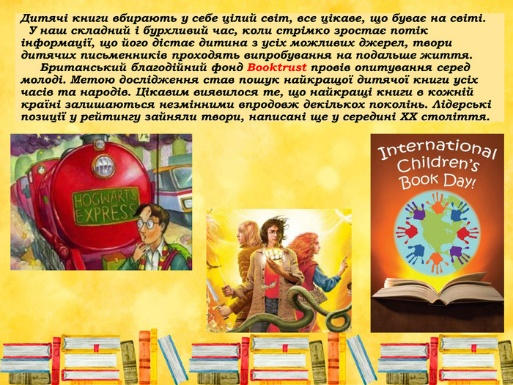 Дитячі книги вбирають у себе цілий світ, все цікаве, що буває на світі.
У наш складний і бурхливий час, коли стрімко зростає потік
інформації, що його дістає дитина з усіх можливих джерел, твори
дитячих письменників проходять випробування на подальше життя.
Британський благодійний фонд Booktrust провів опитування серед
молоді. Метою дослідження став пошук найкращої дитячої книги усіх
часів та народів. Цікавим виявилося те, що найкращі книги в кожній
країні залишаються незмінними впродовж декількох поколінь. Лідерські
позиції у рейтингу зайняли твори, написані ще у середині ХХ століття.
HOGWARTS
EXPRESS
International
Children's
Book Day!